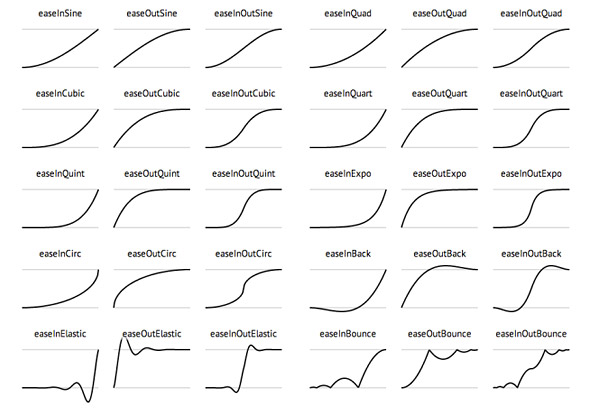 easeInSine easeOutSine easeInOutSine easeInQuad easeOutQuad easeInOutQuad
easeInCubic easeOutCubic easeInOutCubic easeInQuart easeOutQuart easeInOutQuart
easeInQuint easeOutQuint easeInOutQuint easeInExpo easeOutExpo easeInOutExpo
easeInCirc easeOutCirc easeInOutCirc easeInBack easeOutBack easeInOutBack
easeInElastic easeOutElastic easeInOutElastic easeInBounce easeOutBounce easeInOutBounce